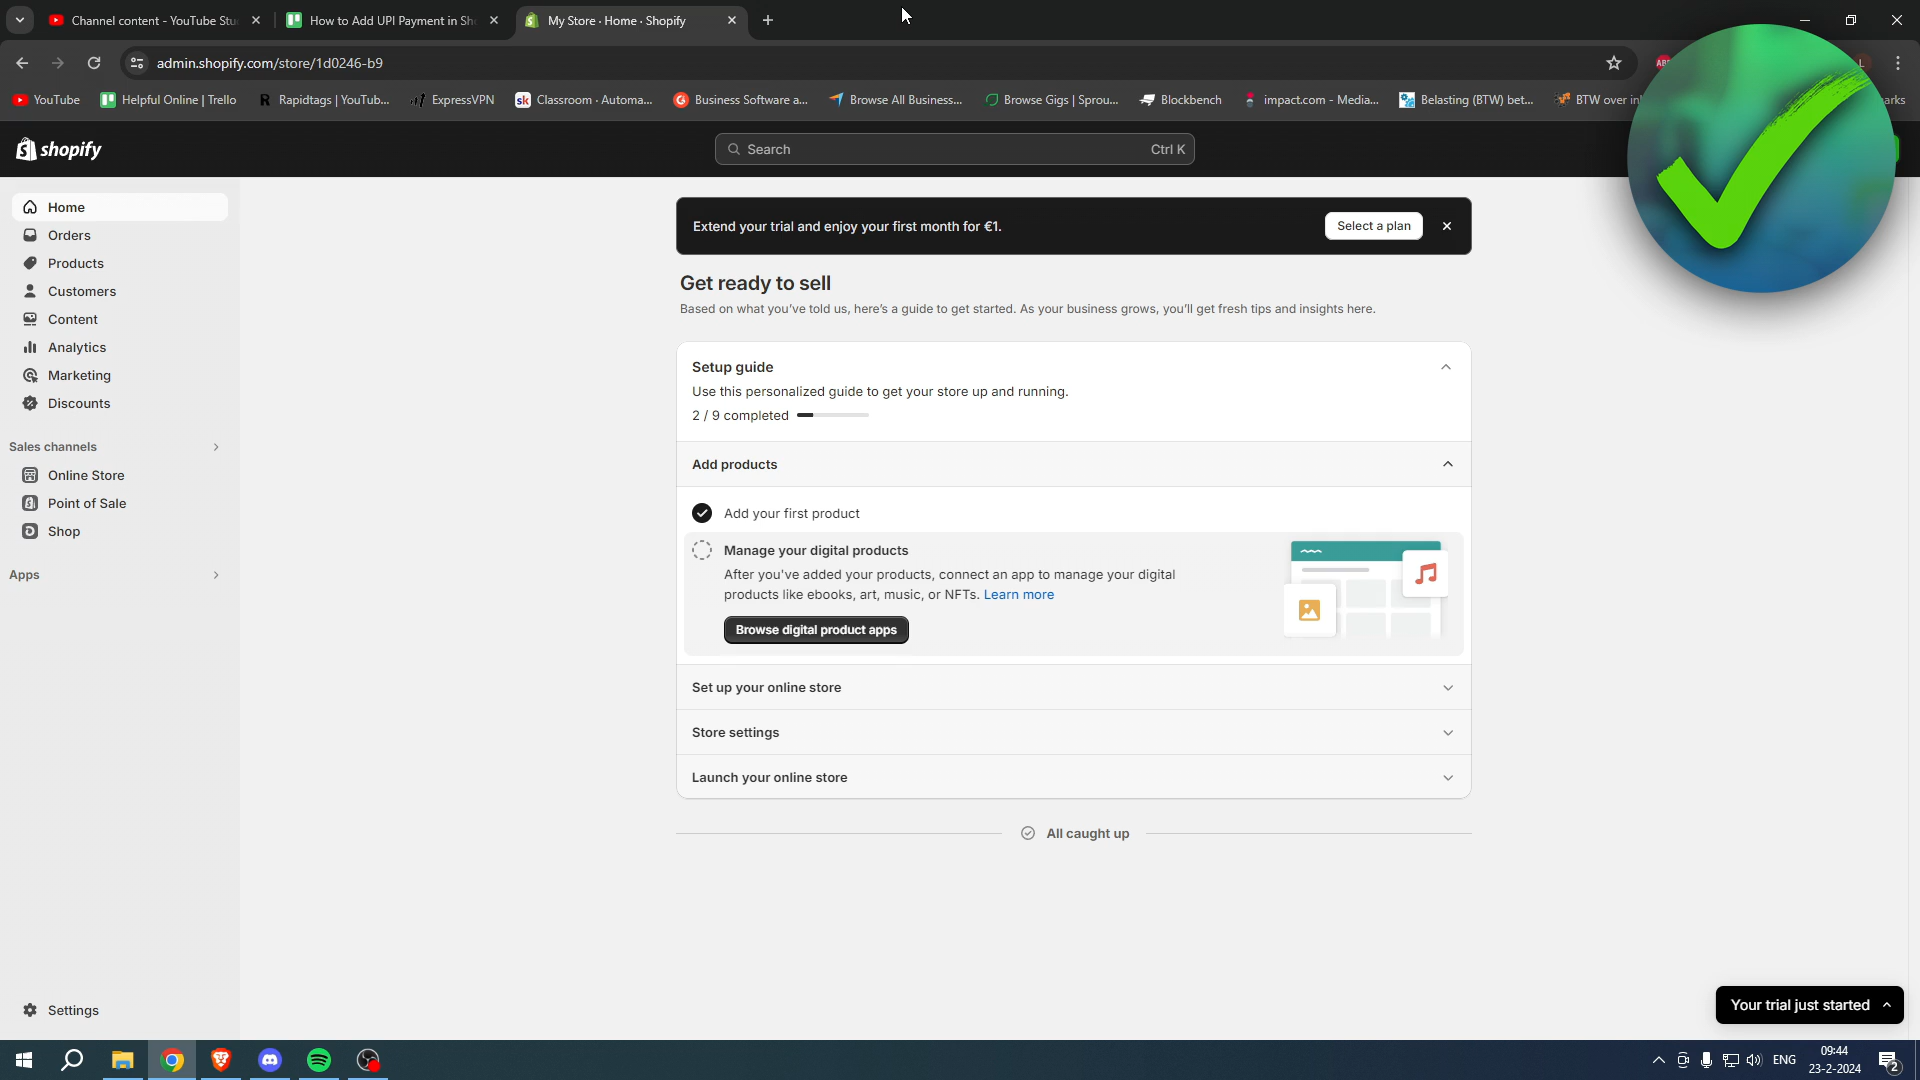 Channel content - YouTube Stu
How to Add UPI Payment in Sh
My Store · Home · Shopify
admin.shopify.com/store/1d0246-b9
YouTube
Helpful Online | Trello
Rapidtags | YouTub...
ExpressVPN
Classroom · Automa...
Business Software a...
Browse All Business...
Browse Gigs | Sprou...
Blockbench
impact.com - Media...
Belasting (BTW) bet...
shopify
Search
Ctrl K
Home
Orders
Products
Customers
Content
Analytics
Marketing
Discounts
Sales channels
Online Store
Point of Sale
Shop
Apps
Settings
Extend your trial and enjoy your first month for €1.
Select a plan
Get ready to sell
Based on what you've told us, here's a guide to get started. As your business grows, you'll get fresh tips and insights here.
Setup guide
Use this personalized guide to get your store up and running.
2 / 9 completed
Add products
Add your first product
Manage your digital products
After you've added your products, connect an app to manage your digital
products like ebooks, art, music, or NFTs. Learn more
Browse digital product apps
Set up your online store
Store settings
Launch your online store
All caught up
Your trial just started
ENG
09:44
23-2-2024
2